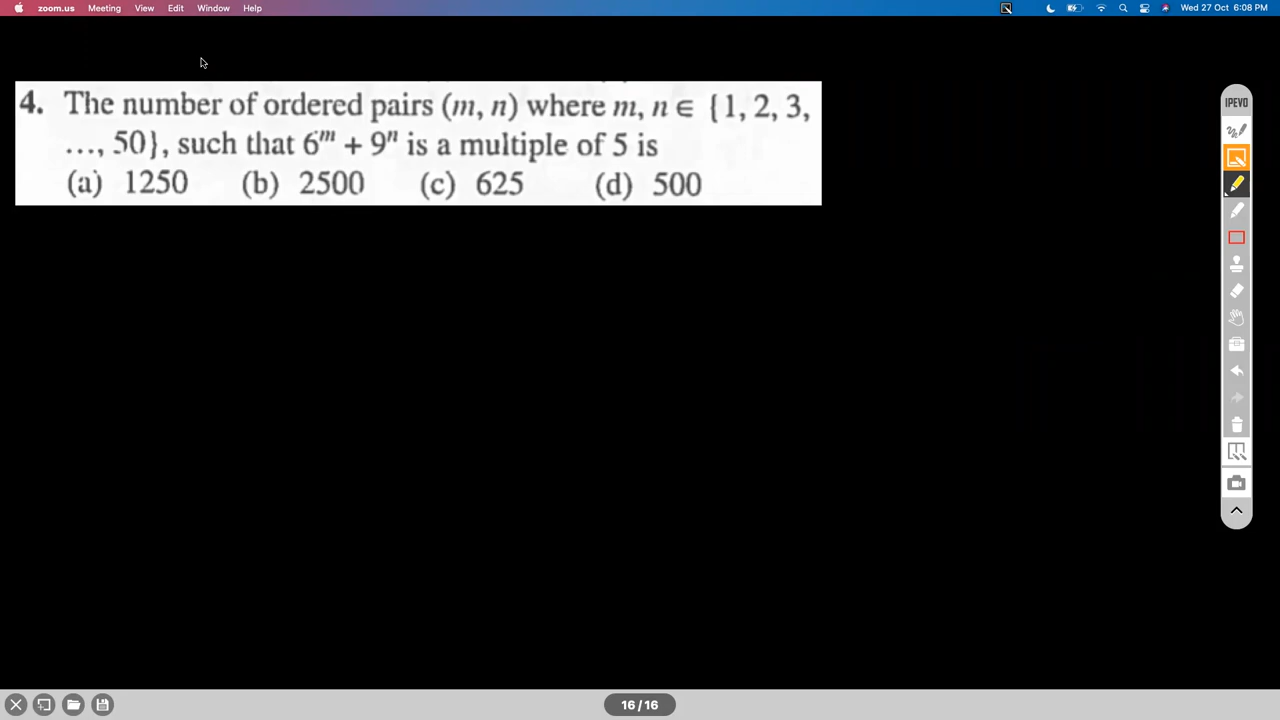 zoom.us Meeting View Edit Window Help Wed 27 Oct 6:08 PM
4. The number of ordered pairs (m, n) where m, n ∈ {1, 2, 3,
..., 50}, such that 6ᵐ + 9ⁿ is a multiple of 5 is
(a) 1250 (b) 2500 (c) 625 (d) 500
IPEVO
16 / 16